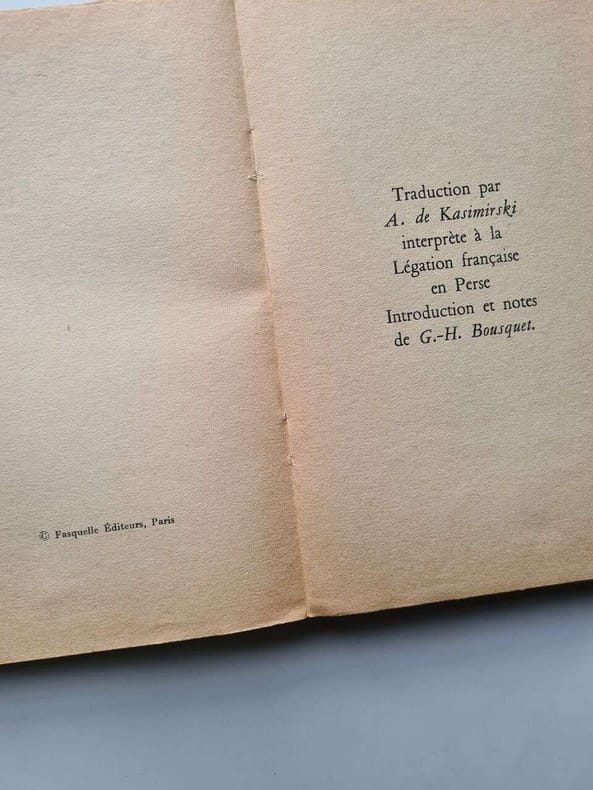 © Fasquelle Éditeurs, Paris
Traduction par
A. de Kasimirski
interprète à la
Légation française
en Perse
Introduction et notes
de G.-H. Bousquet.